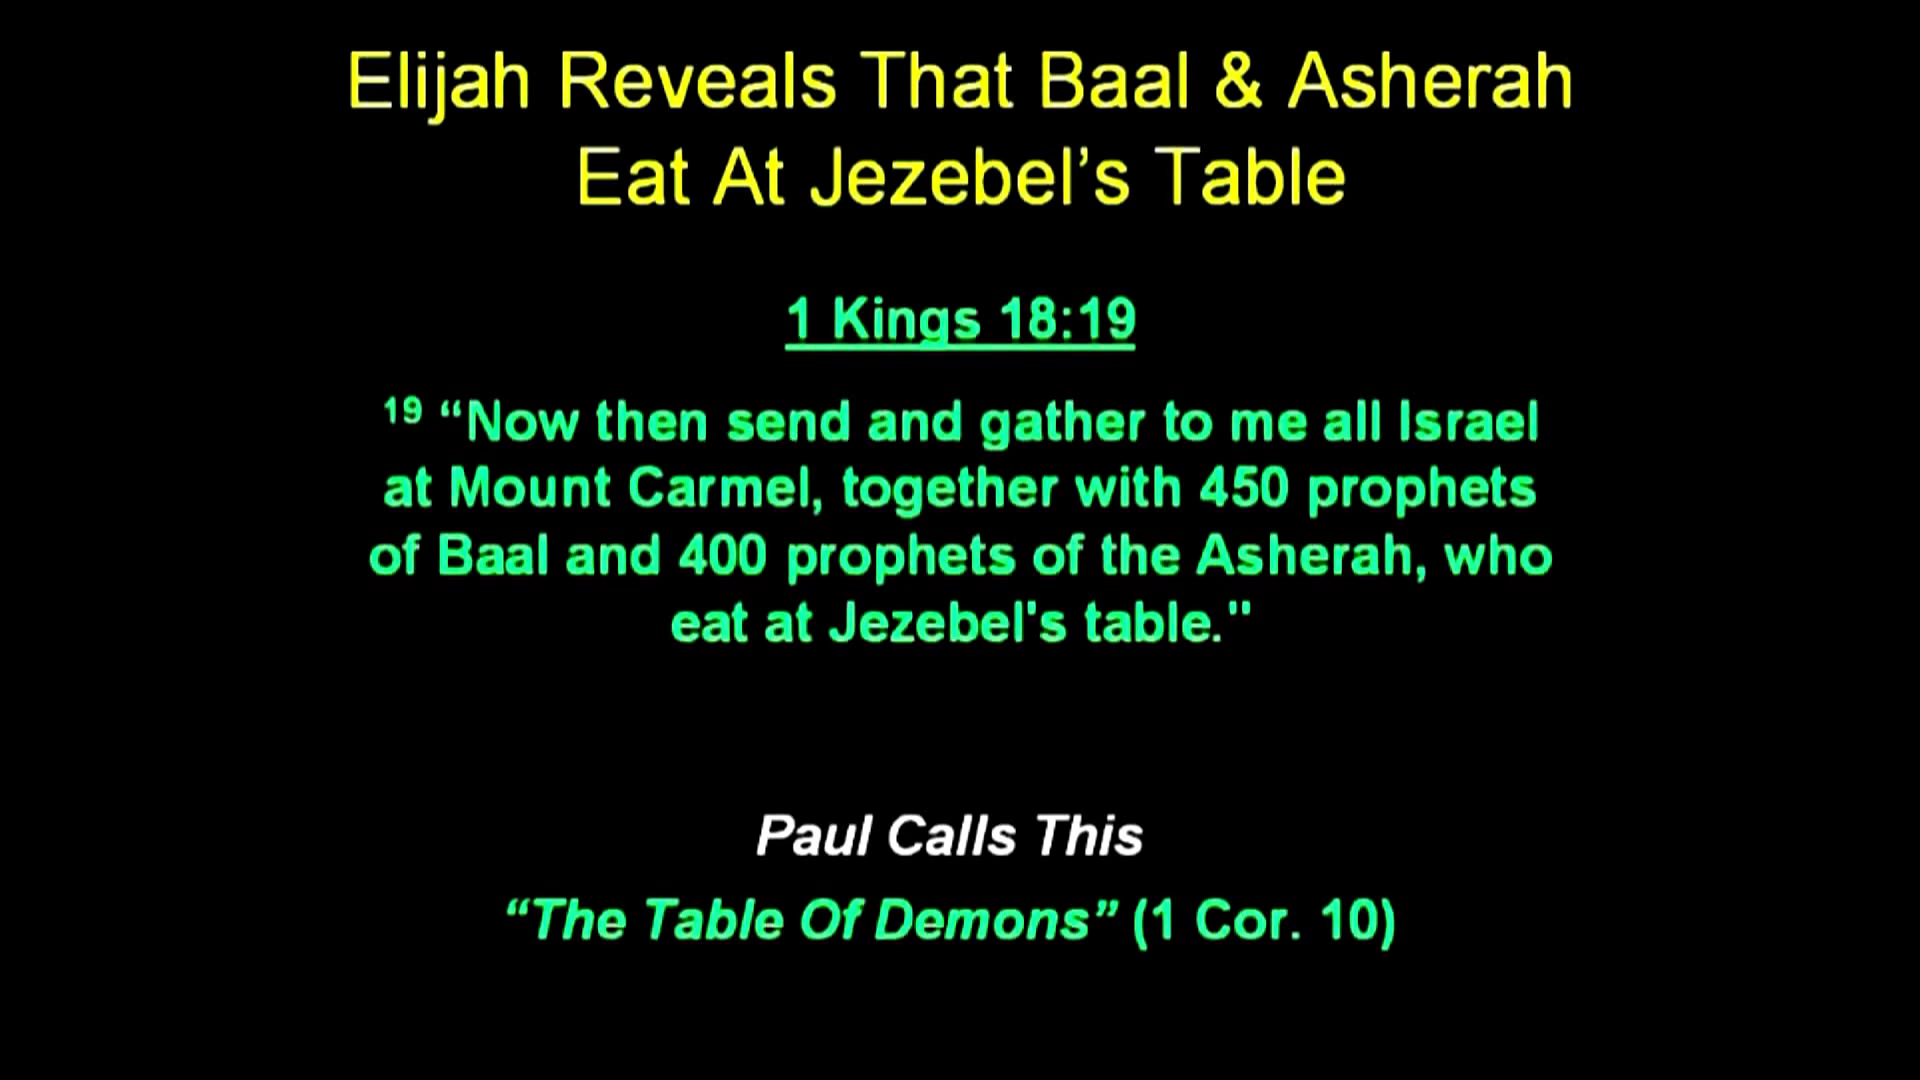 Elijah Reveals That Baal & Asherah
Eat At Jezebel’s Table
1 Kings 18:19
19 “Now then send and gather to me all Israel
at Mount Carmel, together with 450 prophets
of Baal and 400 prophets of the Asherah, who
eat at Jezebel's table."
Paul Calls This
“The Table Of Demons” (1 Cor. 10)